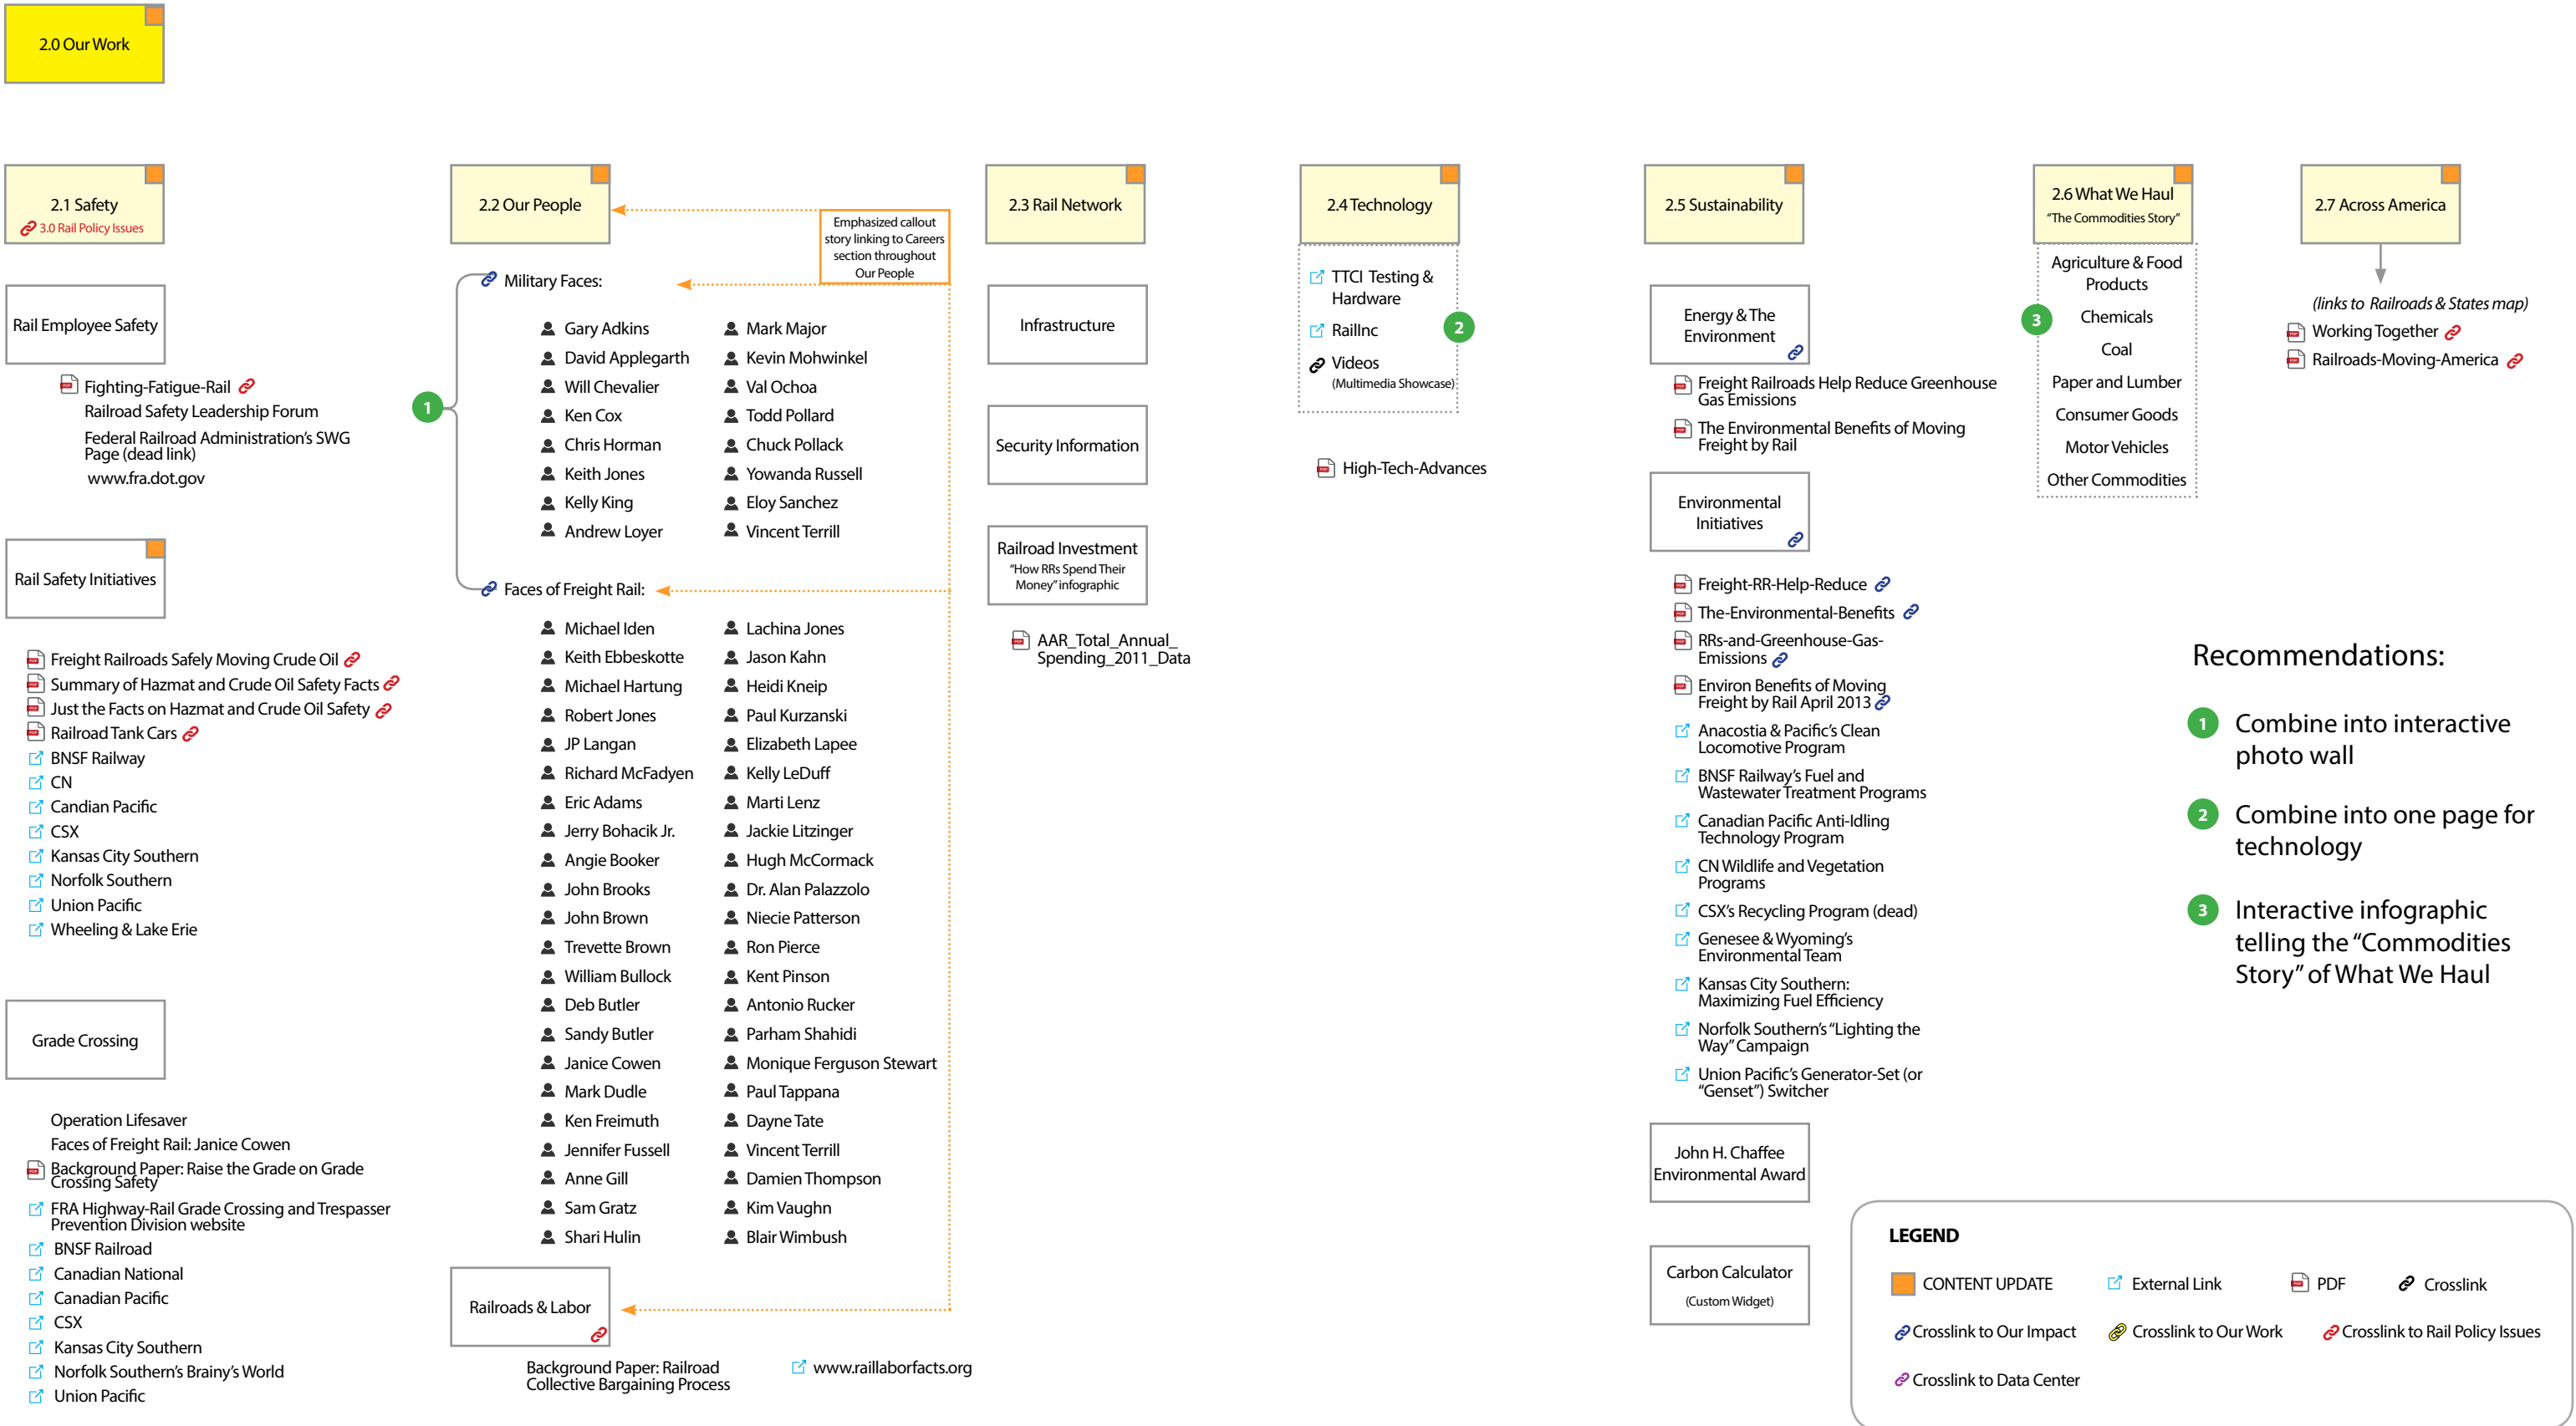 2.0 Our Work
2.1 Safety
3.0 Rail Policy Issues
Rail Employee Safety
Fighting-Fatigue-Rail
Railroad Safety Leadership Forum
Federal Railroad Administration's SWG
Page (dead link)
www.fra.dot.gov
Rail Safety Initiatives
Freight Railroads Safely Moving Crude Oil
Summary of Hazmat and Crude Oil Safety Facts
Just the Facts on Hazmat and Crude Oil Safety
Railroad Tank Cars
BNSF Railway
CN
Candian Pacific
CSX
Kansas City Southern
Norfolk Southern
Union Pacific
Wheeling & Lake Erie
Grade Crossing
Operation Lifesaver
Faces of Freight Rail: Janice Cowen
Background Paper: Raise the Grade on Grade
Crossing Safety
FRA Highway-Rail Grade Crossing and Trespasser
Prevention Division website
BNSF Railroad
Canadian National
Canadian Pacific
CSX
Kansas City Southern
Norfolk Southern's Brainy's World
Union Pacific
2.2 Our People
Emphasized callout
story linking to Careers
section throughout
Our People
1
Military Faces:
Gary Adkins
David Applegarth
Will Chevalier
Ken Cox
Chris Horman
Keith Jones
Kelly King
Andrew Loyer
Mark Major
Kevin Mohwinkel
Val Ochoa
Todd Pollard
Chuck Pollack
Yowanda Russell
Eloy Sanchez
Vincent Terrill
Faces of Freight Rail:
Michael Iden
Keith Ebbeskotte
Michael Hartung
Robert Jones
JP Langan
Richard McFadyen
Eric Adams
Jerry Bohacik Jr.
Angie Booker
John Brooks
John Brown
Trevette Brown
William Bullock
Deb Butler
Sandy Butler
Janice Cowen
Mark Dudle
Ken Freimuth
Jennifer Fussell
Anne Gill
Sam Gratz
Shari Hulin
Lachina Jones
Jason Kahn
Heidi Kneip
Paul Kurzanski
Elizabeth Lapee
Kelly LeDuff
Marti Lenz
Jackie Litzinger
Hugh McCormack
Dr. Alan Palazzolo
Niecie Patterson
Ron Pierce
Kent Pinson
Antonio Rucker
Parham Shahidi
Monique Ferguson Stewart
Paul Tappana
Dayne Tate
Vincent Terrill
Damien Thompson
Kim Vaughn
Blair Wimbush
Railroads & Labor
Background Paper: Railroad
Collective Bargaining Process
www.raillaborfacts.org
2.3 Rail Network
Infrastructure
Security Information
Railroad Investment
"How RRs Spend Their
Money" infographic
AAR_Total_Annual_
Spending_2011_Data
2.4 Technology
TTCI Testing &
Hardware
RailInc
Videos
(Multimedia Showcase)
2
High-Tech-Advances
2.5 Sustainability
Energy & The
Environment
Freight Railroads Help Reduce Greenhouse
Gas Emissions
The Environmental Benefits of Moving
Freight by Rail
Environmental
Initiatives
Freight-RR-Help-Reduce
The-Environmental-Benefits
RRs-and-Greenhouse-Gas-
Emissions
Environ Benefits of Moving
Freight by Rail April 2013
Anacostia & Pacific's Clean
Locomotive Program
BNSF Railway's Fuel and
Wastewater Treatment Programs
Canadian Pacific Anti-Idling
Technology Program
CN Wildlife and Vegetation
Programs
CSX's Recycling Program (dead)
Genesee & Wyoming's
Environmental Team
Kansas City Southern:
Maximizing Fuel Efficiency
Norfolk Southern's "Lighting the
Way" Campaign
Union Pacific's Generator-Set (or
"Genset") Switcher
John H. Chaffee
Environmental Award
Carbon Calculator
(Custom Widget)
2.6 What We Haul
"The Commodities Story"
3
Agriculture & Food
Products
Chemicals
Coal
Paper and Lumber
Consumer Goods
Motor Vehicles
Other Commodities
2.7 Across America
(links to Railroads & States map)
Working Together
Railroads-Moving-America
Recommendations:
1 Combine into interactive
photo wall
2 Combine into one page for
technology
3 Interactive infographic
telling the "Commodities
Story" of What We Haul
LEGEND
CONTENT UPDATE
External Link
PDF
Crosslink
Crosslink to Our Impact
Crosslink to Our Work
Crosslink to Rail Policy Issues
Crosslink to Data Center